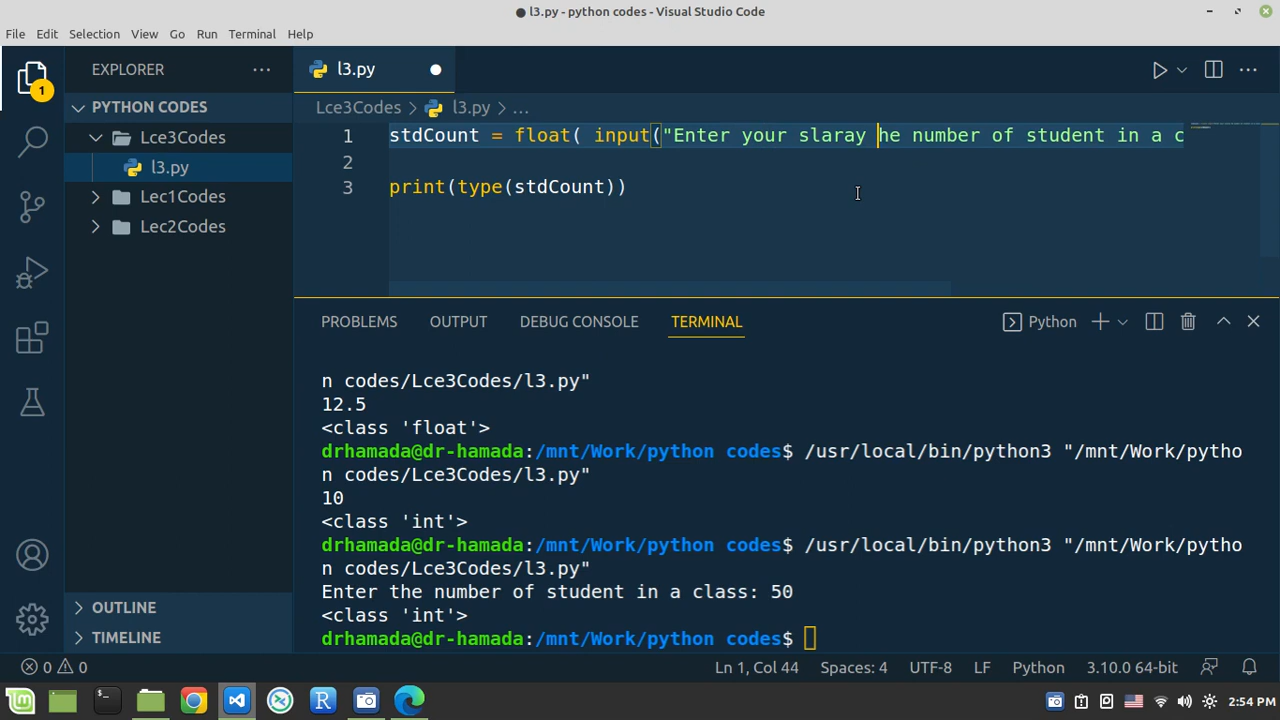 ● l3.py - python codes - Visual Studio Code
File Edit Selection View Go Run Terminal Help
EXPLORER
l3.py
PYTHON CODES
Lce3Codes
l3.py
Lec1Codes
Lec2Codes
OUTLINE
TIMELINE
1
Lce3Codes > l3.py > ...
1 stdCount = float( input("Enter your slaray he number of student in a c
2
3 print(type(stdCount))
PROBLEMS OUTPUT DEBUG CONSOLE TERMINAL Python
n codes/Lce3Codes/l3.py"
12.5
<class 'float'>
drhamada@dr-hamada:/mnt/Work/python codes$ /usr/local/bin/python3 "/mnt/Work/pytho
n codes/Lce3Codes/l3.py"
10
<class 'int'>
drhamada@dr-hamada:/mnt/Work/python codes$ /usr/local/bin/python3 "/mnt/Work/pytho
n codes/Lce3Codes/l3.py"
Enter the number of student in a class: 50
<class 'int'>
drhamada@dr-hamada:/mnt/Work/python codes$
0 0 Ln 1, Col 44 Spaces: 4 UTF-8 LF Python 3.10.0 64-bit
2:54 PM